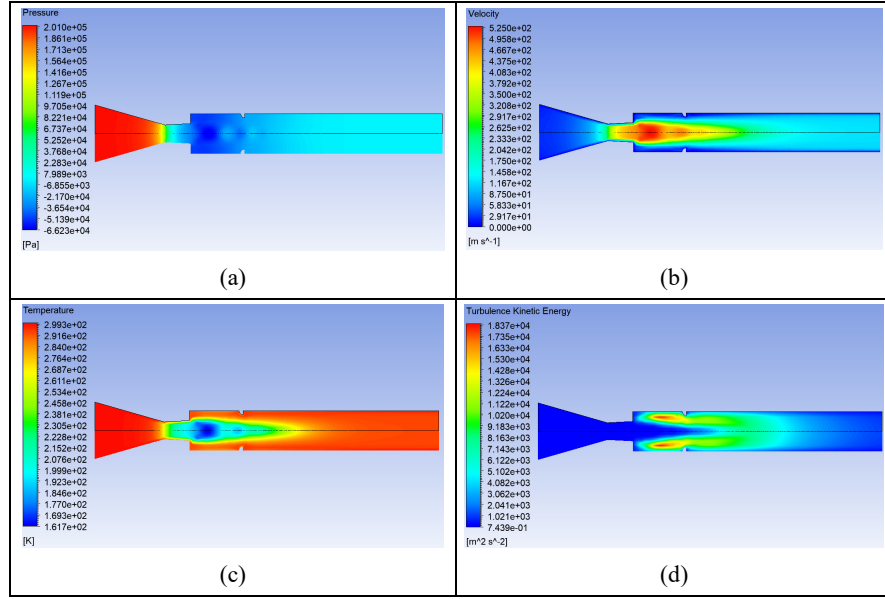 Pressure
2.010e+05
1.861e+05
1.713e+05
1.564e+05
1.416e+05
1.267e+05
1.119e+05
9.705e+04
8.221e+04
6.737e+04
5.252e+04
3.768e+04
2.283e+04
7.989e+03
-6.855e+03
-2.170e+04
-3.654e+04
-5.139e+04
-6.623e+04
[Pa]
(a)
Velocity
5.250e+02
4.958e+02
4.667e+02
4.375e+02
4.083e+02
3.792e+02
3.500e+02
3.208e+02
2.917e+02
2.625e+02
2.333e+02
2.042e+02
1.750e+02
1.458e+02
1.167e+02
8.750e+01
5.833e+01
2.917e+01
0.000e+00
[m s^-1]
(b)
Temperature
2.993e+02
2.916e+02
2.840e+02
2.764e+02
2.687e+02
2.611e+02
2.534e+02
2.458e+02
2.381e+02
2.305e+02
2.228e+02
2.152e+02
2.076e+02
1.999e+02
1.923e+02
1.846e+02
1.770e+02
1.693e+02
1.617e+02
[K]
(c)
Turbulence Kinetic Energy
1.837e+04
1.735e+04
1.633e+04
1.530e+04
1.428e+04
1.326e+04
1.224e+04
1.122e+04
1.020e+04
9.183e+03
8.163e+03
7.143e+03
6.122e+03
5.102e+03
4.082e+03
3.062e+03
2.041e+03
1.021e+03
7.439e-01
[m^2 s^-2]
(d)